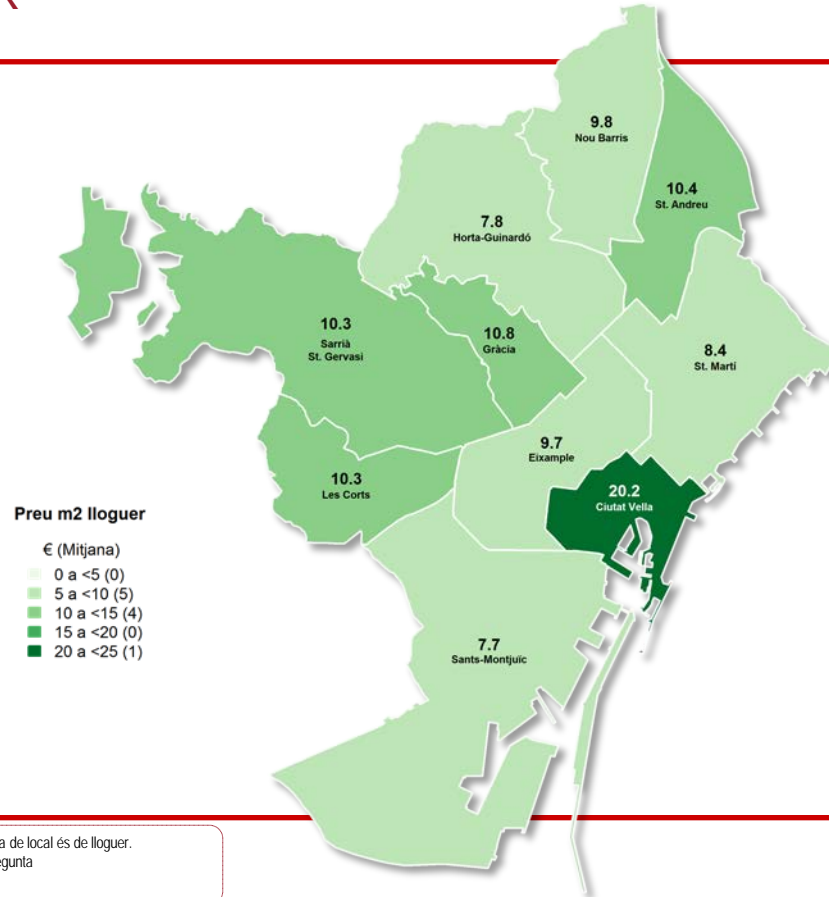 9.8
Nou Barris
10.4
St. Andreu
7.8
Horta-Guinardó
10.3
Sarrià
St. Gervasi
10.8
Gràcia
8.4
St. Martí
9.7
Eixample
10.3
Les Corts
20.2
Ciutat Vella
7.7
Sants-Montjuïc
Preu m2 lloguer
€ (Mitjana)
0 a <5 (0)
5 a <10 (5)
10 a <15 (4)
15 a <20 (0)
20 a <25 (1)
a de local és de lloguer.
egunta